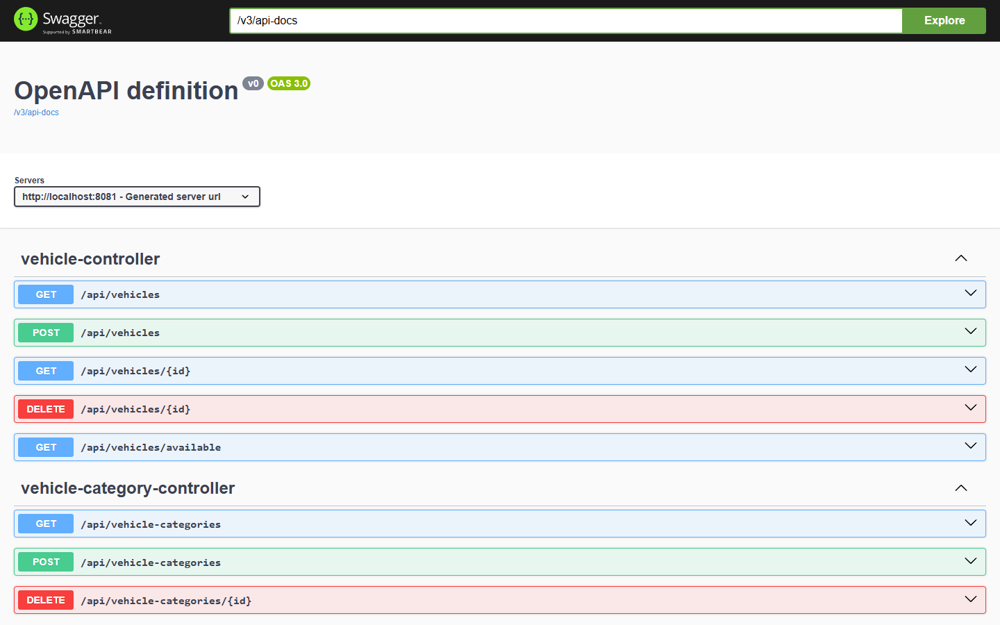 Swagger
Supported by SMARTBEAR
/v3/api-docs
Explore
OpenAPI definition v0 OAS 3.0
/v3/api-docs
Servers
http://localhost:8081 - Generated server url
vehicle-controller
GET /api/vehicles
POST /api/vehicles
GET /api/vehicles/{id}
DELETE /api/vehicles/{id}
GET /api/vehicles/available
vehicle-category-controller
GET /api/vehicle-categories
POST /api/vehicle-categories
DELETE /api/vehicle-categories/{id}